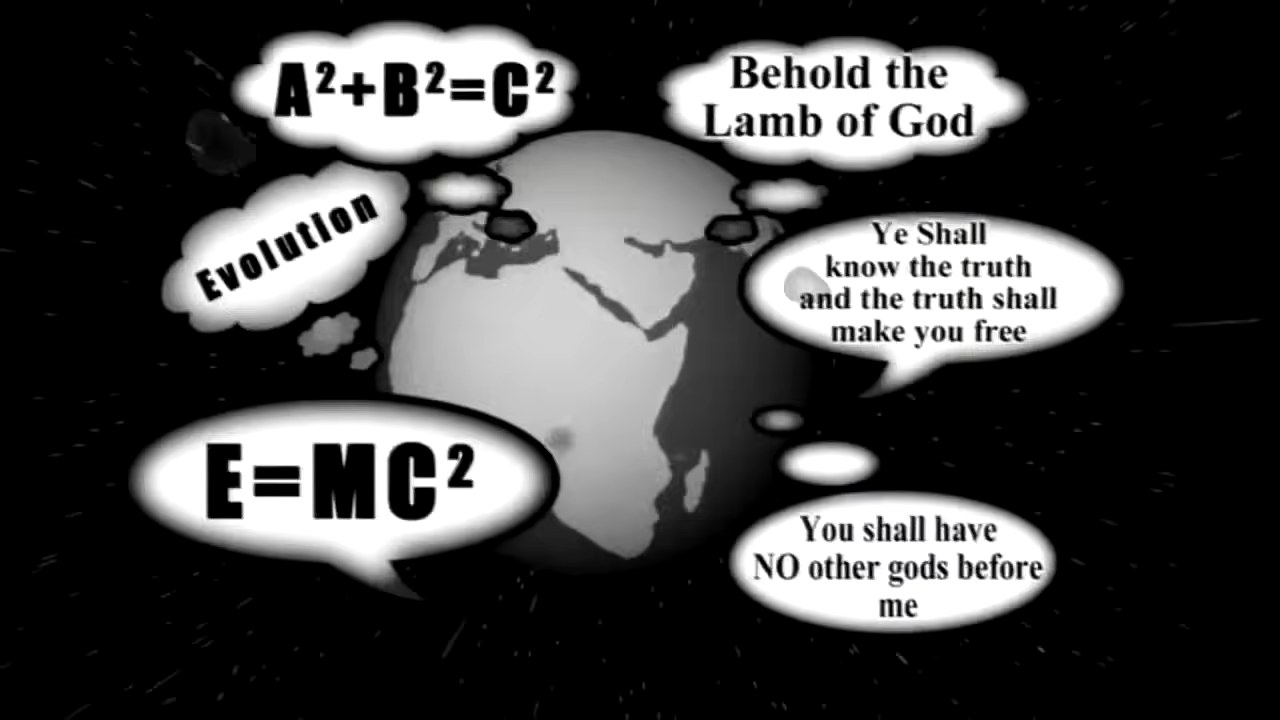 A²+B²=C²
Behold the
Lamb of God
Evolution
Ye Shall
know the truth
and the truth shall
make you free
E=MC²
You shall have
NO other gods before
me